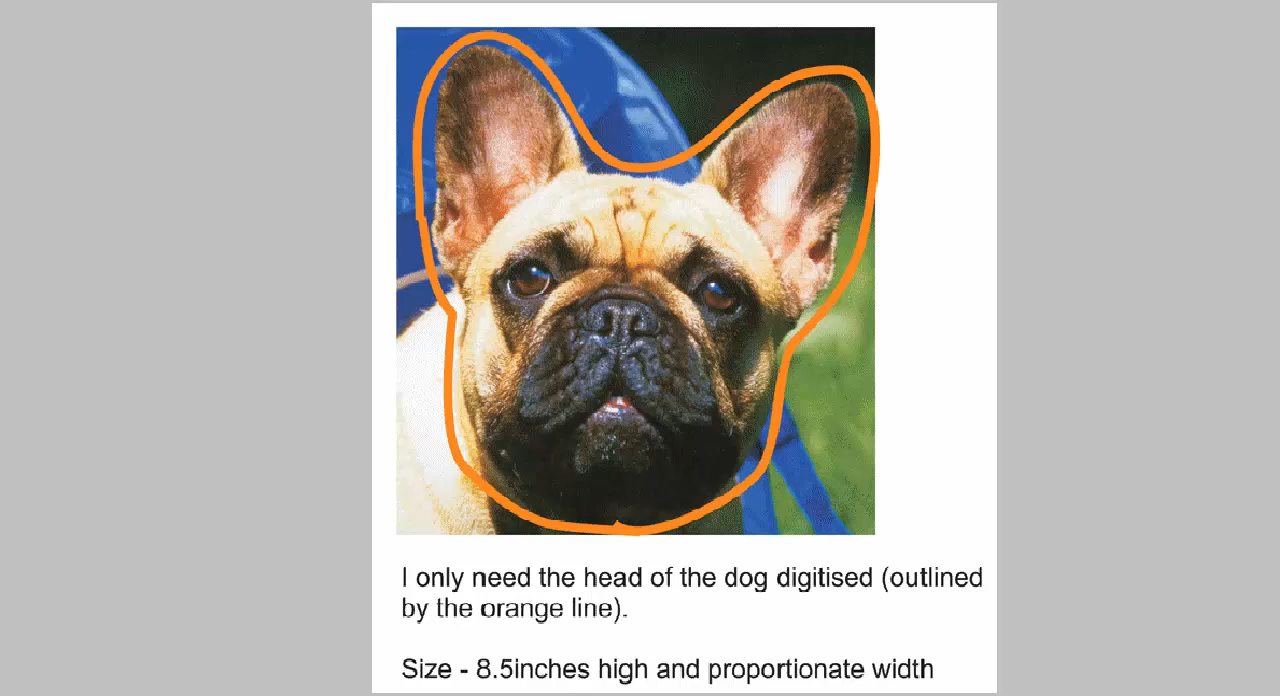 I only need the head of the dog digitised (outlined
by the orange line).
Size - 8.5inches high and proportionate width